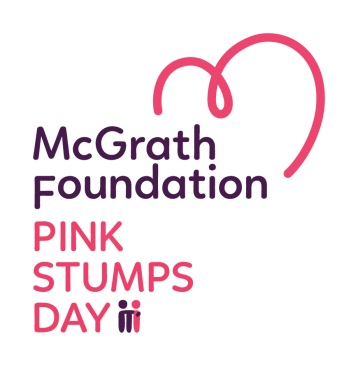 McGrath
Foundation
PINK
STUMPS
DAY